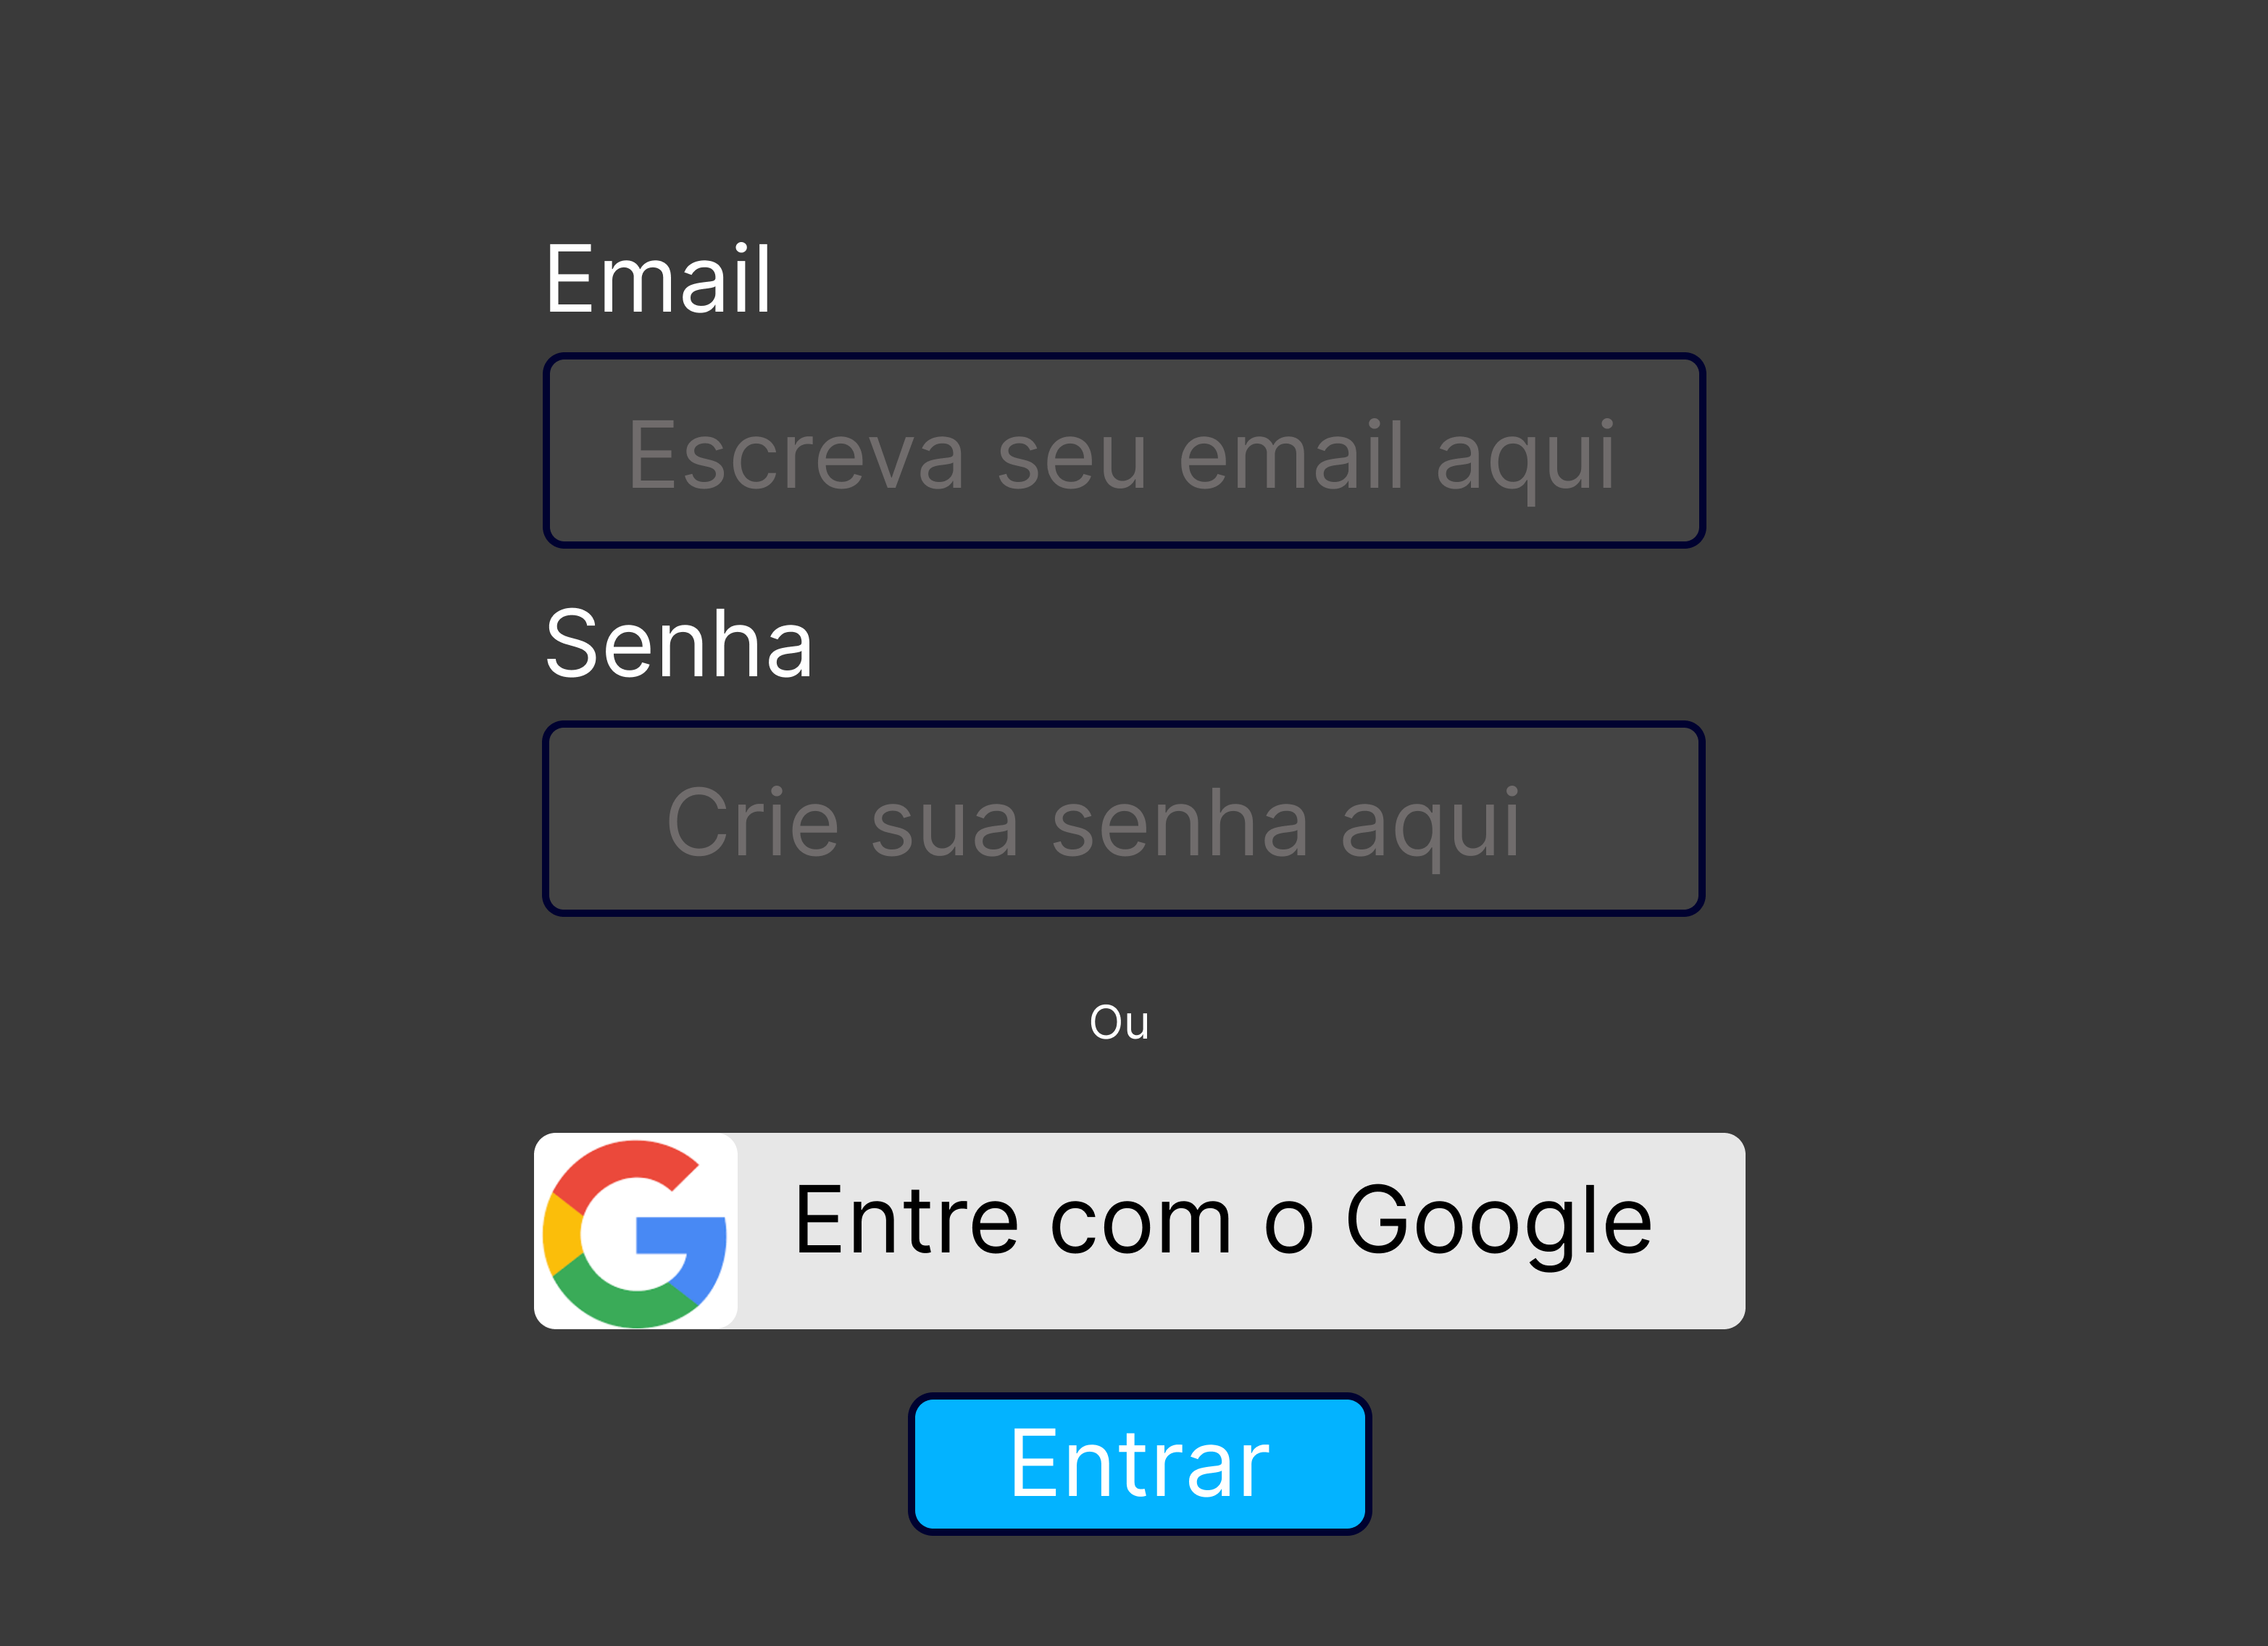 Email
Escreva seu email aqui
Senha
Crie sua senha aqui
Ou
Entre com o Google
Entrar